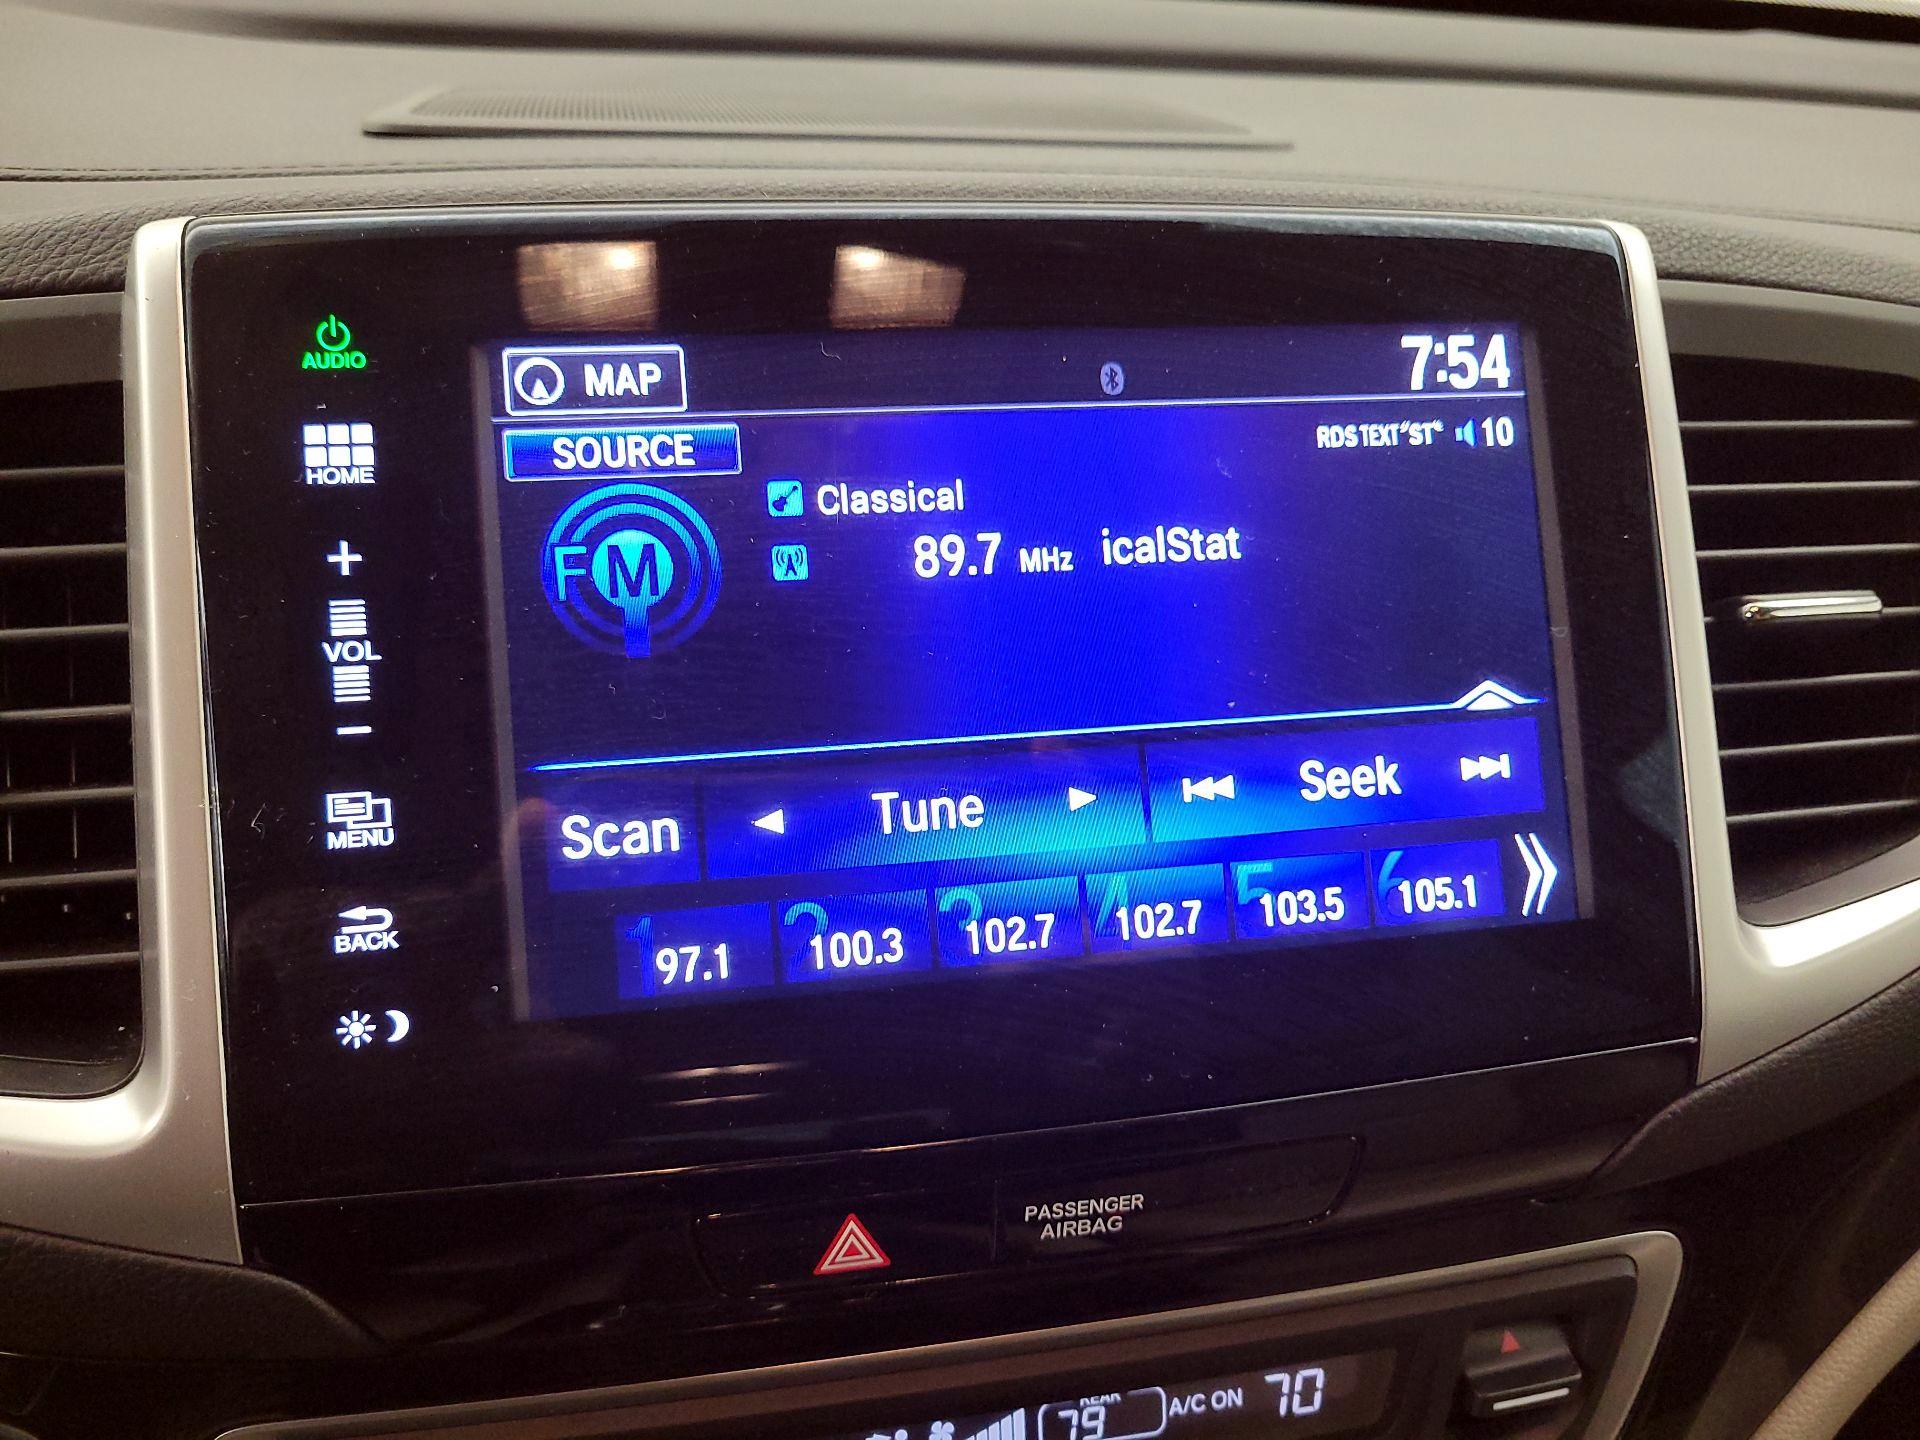 AUDIO
MAP
7:54
SOURCE
RDS TEXT "ST" 10
HOME
Classical
FM
89.7 MHz icalStat
+
VOL
−
Scan
Tune
Seek
MENU
1 97.1
2 100.3
3 102.7
4 102.7
5 103.5
6 105.1
BACK
PASSENGER
AIRBAG
REAR
79
A/C ON
70